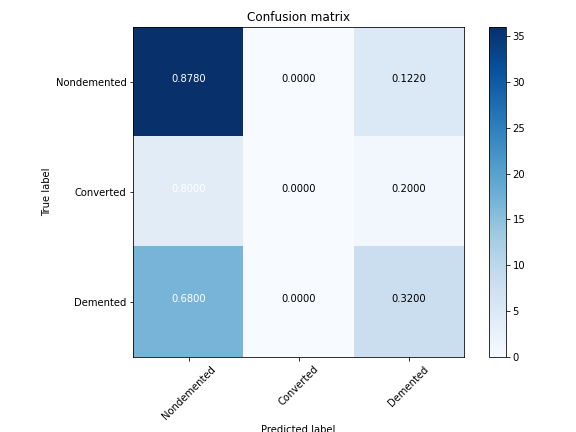 Confusion matrix
Nondemented 0.8780 0.0000 0.1220
Converted 0.8000 0.0000 0.2000
Demented 0.6800 0.0000 0.3200
True label
Nondemented Converted Demented
Predicted label
35
30
25
20
15
10
5
0